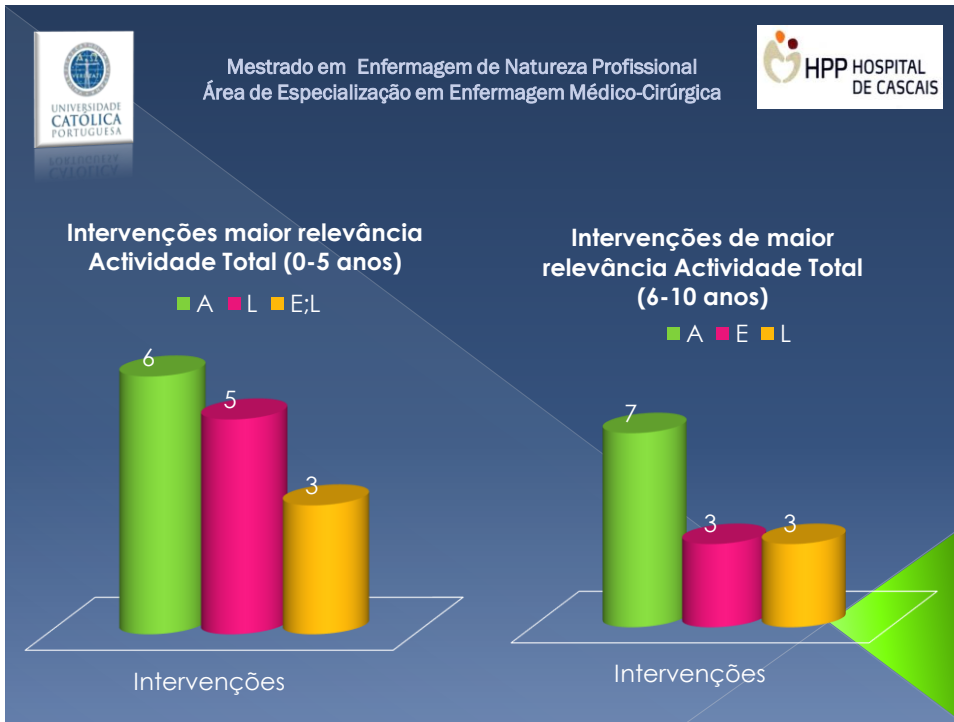 UNIVERSIDADE
CATÓLICA
PORTUGUESA
Mestrado em Enfermagem de Natureza Profissional
Área de Especialização em Enfermagem Médico-Cirúrgica
HPP HOSPITAL
DE CASCAIS
Intervenções maior relevância
Actividade Total (0-5 anos)
A L E;L
6
5
3
Intervenções
Intervenções de maior
relevância Actividade Total
(6-10 anos)
A E L
7
3
3
Intervenções